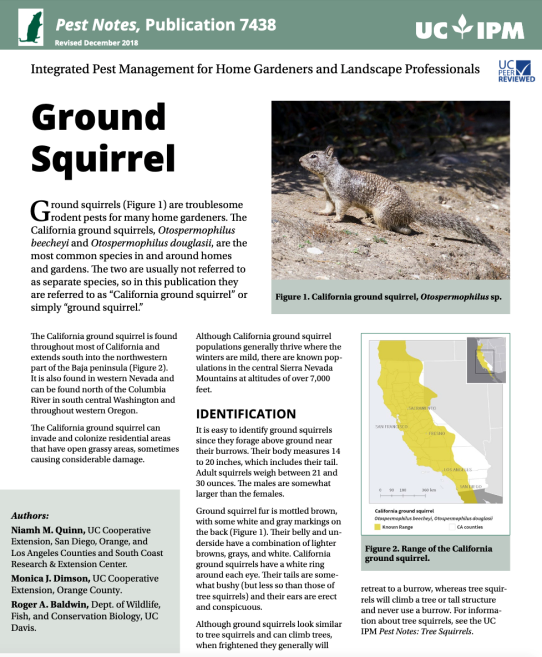 Pest Notes, Publication 7438
Revised December 2018
UC IPM
Integrated Pest Management for Home Gardeners and Landscape Professionals
UC
PEER
REVIEWED
Ground
Squirrel
Ground squirrels (Figure 1) are troublesome
rodent pests for many home gardeners. The
California ground squirrels, Otospermophilus
beecheyi and Otospermophilus douglasii, are the
most common species in and around homes
and gardens. The two are usually not referred to
as separate species, so in this publication they
are referred to as “California ground squirrel” or
simply “ground squirrel.”
Figure 1. California ground squirrel, Otospermophilus sp.
The California ground squirrel is found
throughout most of California and
extends south into the northwestern
part of the Baja peninsula (Figure 2).
It is also found in western Nevada and
can be found north of the Columbia
River in south central Washington and
throughout western Oregon.
The California ground squirrel can
invade and colonize residential areas
that have open grassy areas, sometimes
causing considerable damage.
Authors:
Niamh M. Quinn, UC Cooperative
Extension, San Diego, Orange, and
Los Angeles Counties and South Coast
Research & Extension Center.
Monica J. Dimson, UC Cooperative
Extension, Orange County.
Roger A. Baldwin, Dept. of Wildlife,
Fish, and Conservation Biology, UC
Davis.
Although California ground squirrel
populations generally thrive where the
winters are mild, there are known pop-
ulations in the central Sierra Nevada
Mountains at altitudes of over 7,000
feet.
IDENTIFICATION
It is easy to identify ground squirrels
since they forage above ground near
their burrows. Their body measures 14
to 20 inches, which includes their tail.
Adult squirrels weigh between 21 and
30 ounces. The males are somewhat
larger than the females.
Ground squirrel fur is mottled brown,
with some white and gray markings on
the back (Figure 1). Their belly and un-
derside have a combination of lighter
browns, grays, and white. California
ground squirrels have a white ring
around each eye. Their tails are some-
what bushy (but less so than those of
tree squirrels) and their ears are erect
and conspicuous.
Although ground squirrels look similar
to tree squirrels and can climb trees,
when frightened they generally will
SACRAMENTO
FRESNO
LOS ANGELES
SAN DIEGO
California ground squirrel
Otospermophilus beecheyi, Otospermophilus douglasii
Known Range
CA counties
Figure 2. Range of the California
ground squirrel.
retreat to a burrow, whereas tree squir-
rels will climb a tree or tall structure
and never use a burrow. For informa-
tion about tree squirrels, see the UC
IPM Pest Notes: Tree Squirrels.